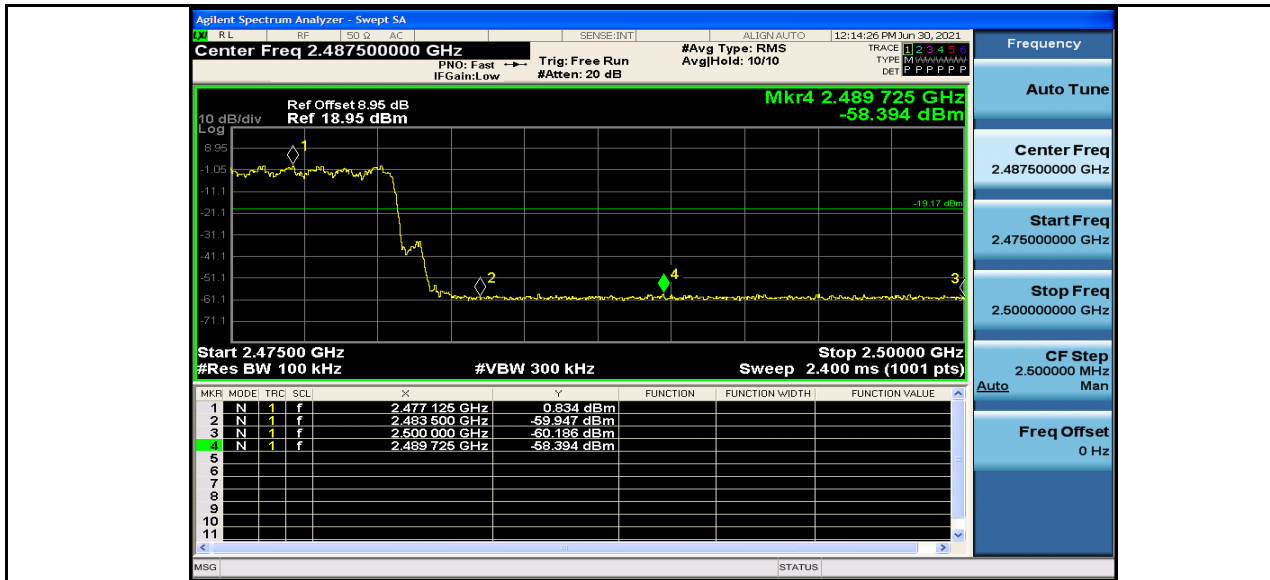 Agilent Spectrum Analyzer - Swept SA
LXI RL RF 50 Ω AC SENSE:INT ALIGN AUTO 12:14:26 PM Jun 30, 2021
Center Freq 2.487500000 GHz
PNO: Fast
IFGain:Low
Trig: Free Run
#Atten: 20 dB
#Avg Type: RMS
Avg|Hold: 10/10
TRACE 1 2 3 4 5 6
TYPE M
DET P P P P P P
Mkr4 2.489 725 GHz
-58.394 dBm
Ref Offset 8.95 dB
10 dB/div Ref 18.95 dBm
Log
8.95
-1.05
-11.1
-21.1
-31.1
-41.1
-51.1
-61.1
-71.1
1
2
3
4
-19.17 dBm
Start 2.47500 GHz Stop 2.50000 GHz
#Res BW 100 kHz #VBW 300 kHz Sweep 2.400 ms (1001 pts)
MKR MODE TRC SCL X Y FUNCTION FUNCTION WIDTH FUNCTION VALUE
1 N 1 f 2.477 125 GHz 0.834 dBm
2 N 1 f 2.483 500 GHz -59.947 dBm
3 N 1 f 2.500 000 GHz -60.186 dBm
4 N 1 f 2.489 725 GHz -58.394 dBm
5
6
7
8
9
10
11
MSG STATUS
Frequency
Auto Tune
Center Freq
2.487500000 GHz
Start Freq
2.475000000 GHz
Stop Freq
2.500000000 GHz
CF Step
2.500000 MHz
Auto Man
Freq Offset
0 Hz